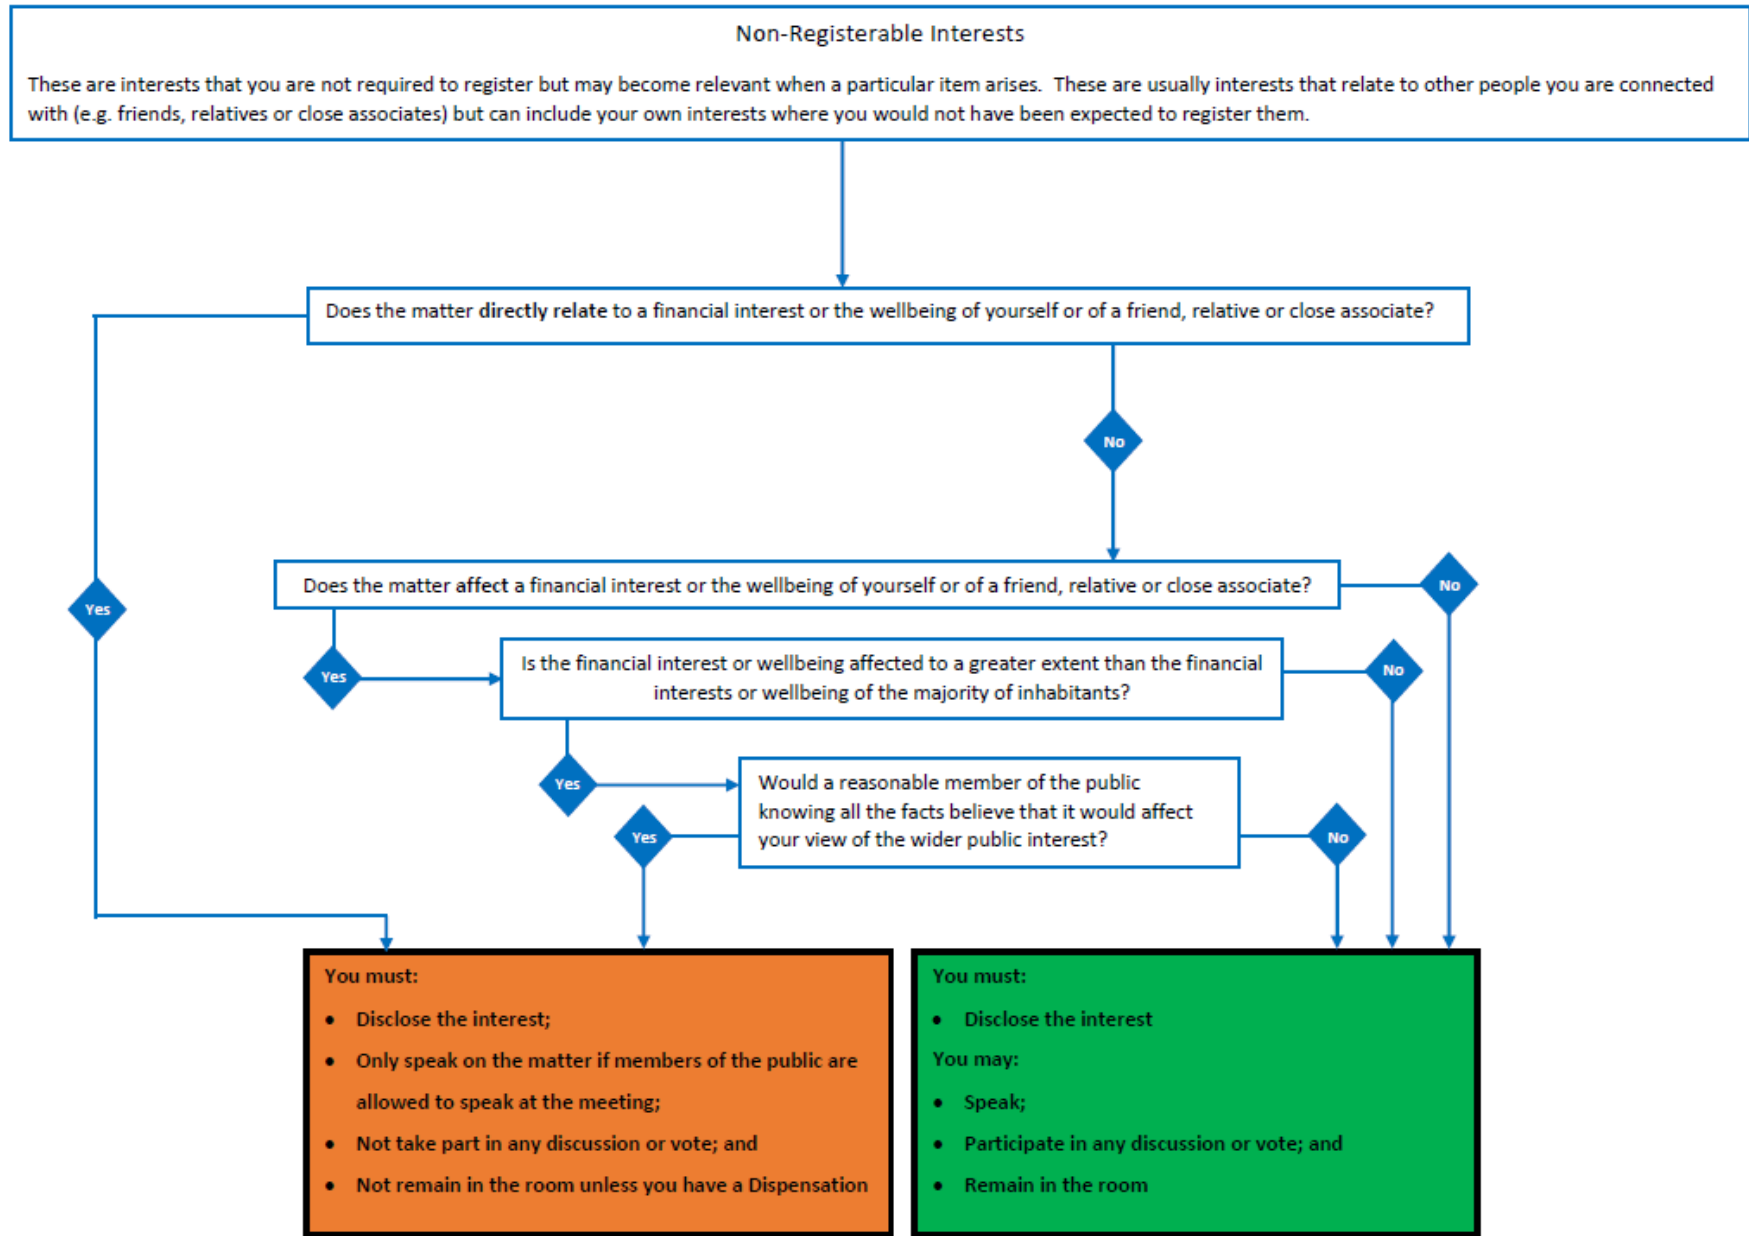 Non-Registerable Interests
These are interests that you are not required to register but may become relevant when a particular item arises.  These are usually interests that relate to other people you are connected
with (e.g. friends, relatives or close associates) but can include your own interests where you would not have been expected to register them.
Does the matter directly relate to a financial interest or the wellbeing of yourself or of a friend, relative or close associate?
No
Does the matter affect a financial interest or the wellbeing of yourself or of a friend, relative or close associate?
No
Yes
Yes
Is the financial interest or wellbeing affected to a greater extent than the financial
interests or wellbeing of the majority of inhabitants?
No
Yes
Would a reasonable member of the public
knowing all the facts believe that it would affect
your view of the wider public interest?
Yes
No
You must:
• Disclose the interest;
• Only speak on the matter if members of the public are
allowed to speak at the meeting;
• Not take part in any discussion or vote; and
• Not remain in the room unless you have a Dispensation
You must:
• Disclose the interest
You may:
• Speak;
• Participate in any discussion or vote; and
• Remain in the room